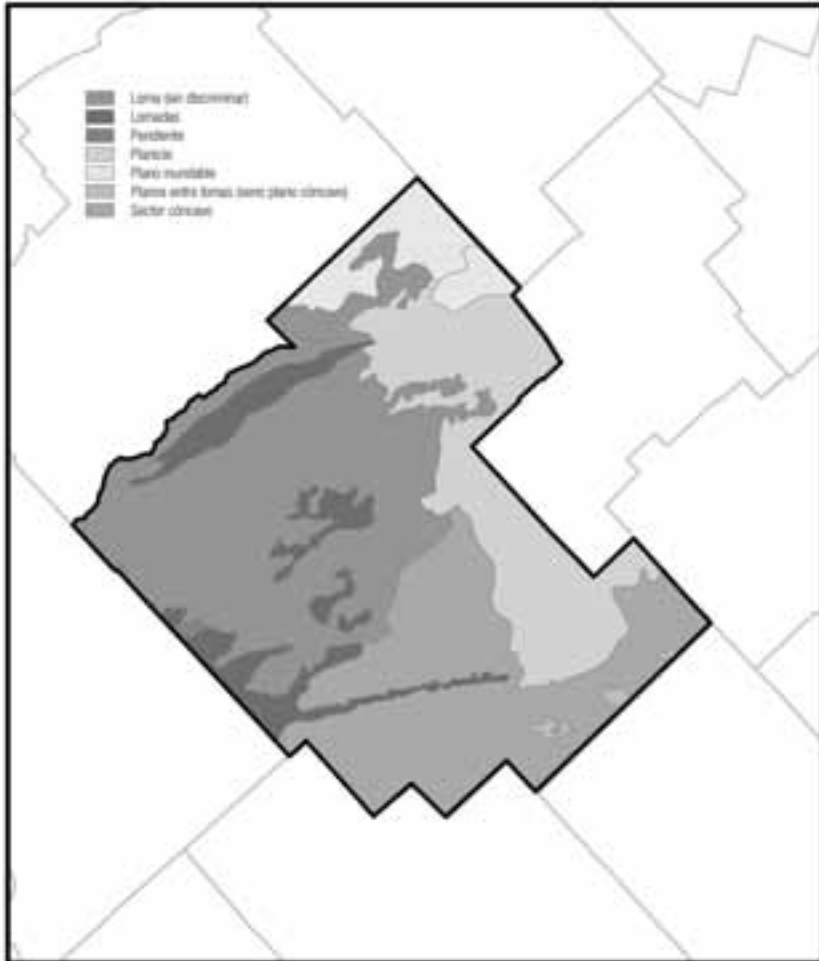 Loma (sin discriminar)
Lomadas
Pendiente
Planicie
Plano inundable
Planos entre lomas (semi plano cóncavo)
Sector cóncavo